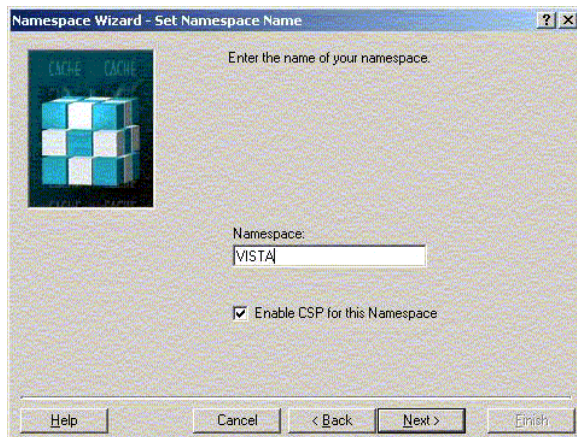 Namespace Wizard - Set Namespace Name
CACHE CACHE
Enter the name of your namespace.
Namespace:
VISTA
Enable CSP for this Namespace
Help Cancel < Back Next > Finish